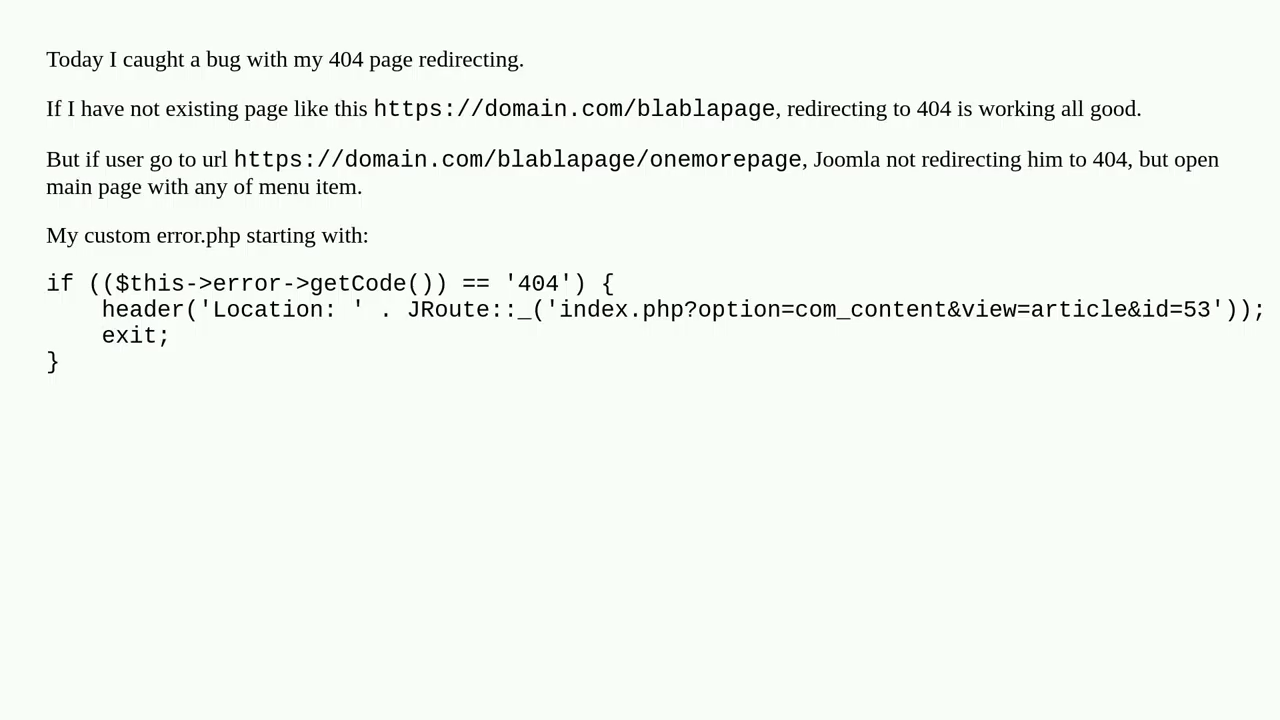 Today I caught a bug with my 404 page redirecting.
If I have not existing page like this https://domain.com/blablapage, redirecting to 404 is working all good.
But if user go to url https://domain.com/blablapage/onemorepage, Joomla not redirecting him to 404, but open
main page with any of menu item.
My custom error.php starting with:
if (($this->error->getCode()) == '404') {
    header('Location: ' . JRoute::_('index.php?option=com_content&view=article&id=53'));
    exit;
}